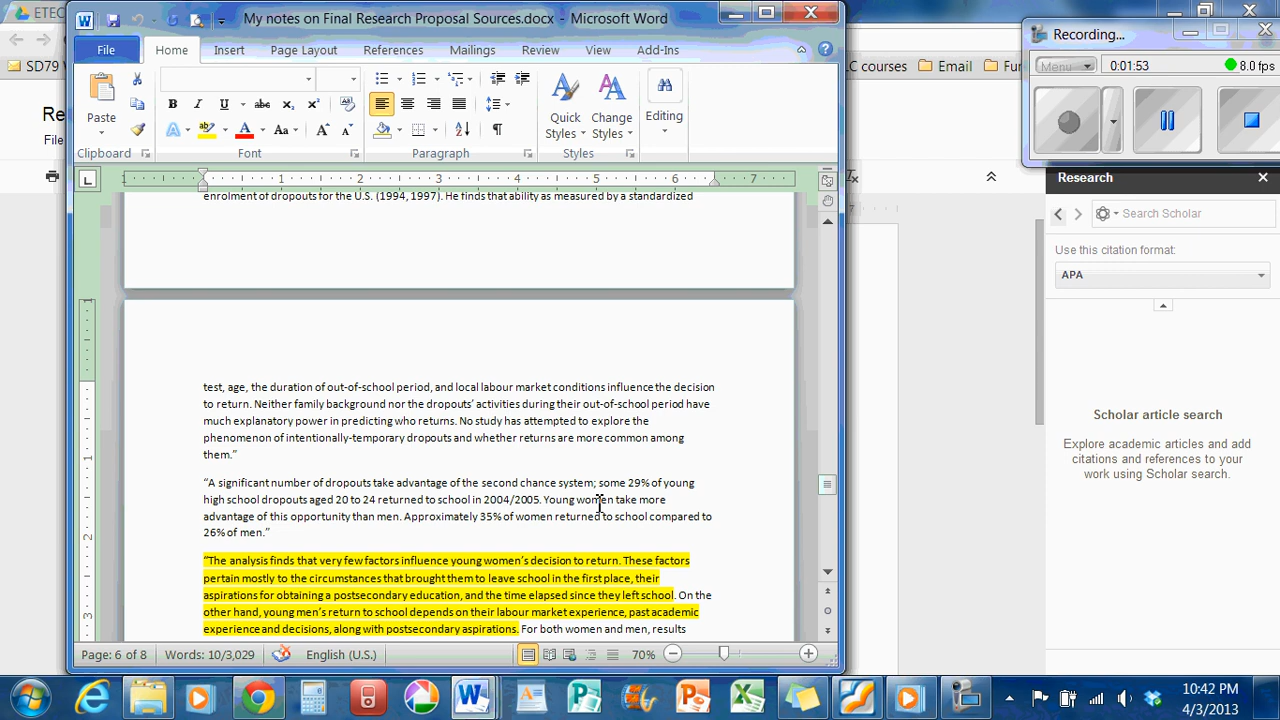 My notes on Final Research Proposal Sources.docx - Microsoft Word
Recording...
File Home Insert Page Layout References Mailings Review View Add-Ins
SD79
C courses Email Fur
Menu 0:01:53 8.0 fps
Re
File
Paste
Quick Styles
Change Styles
Editing
Clipboard Font Paragraph Styles
1 1 2 3 4 5 6 7
Research
Search Scholar
Use this citation format:
APA
Scholar article search
Explore academic articles and add
citations and references to your
work using Scholar search.
enrolment of dropouts for the U.S. (1994, 1997). He finds that ability as measured by a standardized
test, age, the duration of out-of-school period, and local labour market conditions influence the decision
to return. Neither family background nor the dropouts’ activities during their out-of-school period have
much explanatory power in predicting who returns. No study has attempted to explore the
phenomenon of intentionally-temporary dropouts and whether returns are more common among
them.”
“A significant number of dropouts take advantage of the second chance system; some 29% of young
high school dropouts aged 20 to 24 returned to school in 2004/2005. Young women take more
advantage of this opportunity than men. Approximately 35% of women returned to school compared to
26% of men.”
“The analysis finds that very few factors influence young women’s decision to return. These factors
pertain mostly to the circumstances that brought them to leave school in the first place, their
aspirations for obtaining a postsecondary education, and the time elapsed since they left school. On the
other hand, young men’s return to school depends on their labour market experience, past academic
experience and decisions, along with postsecondary aspirations. For both women and men, results
Page: 6 of 8 Words: 10/3,029 English (U.S.) 70%
10:42 PM
4/3/2013